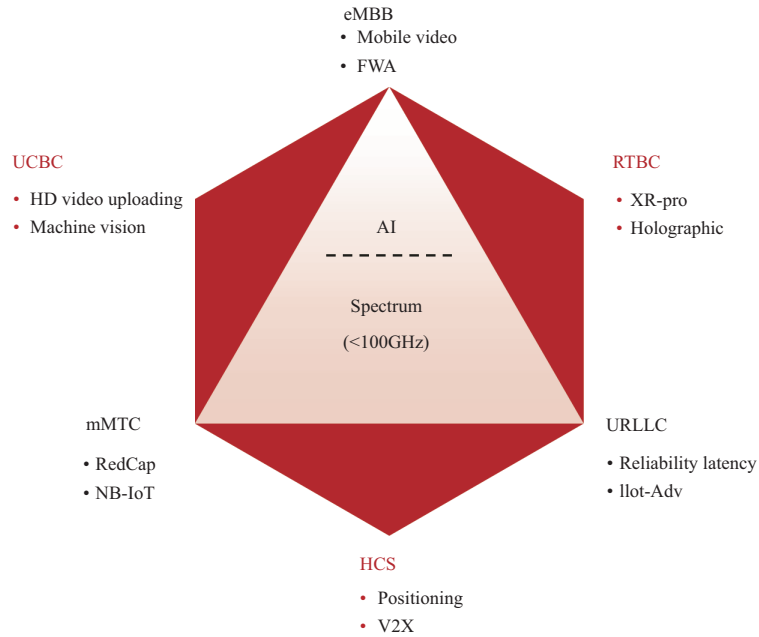 eMBB
• Mobile video
• FWA
UCBC
• HD video uploading
• Machine vision
RTBC
• XR-pro
• Holographic
AI
Spectrum
(<100GHz)
mMTC
• RedCap
• NB-IoT
URLLC
• Reliability latency
• llot-Adv
HCS
• Positioning
• V2X